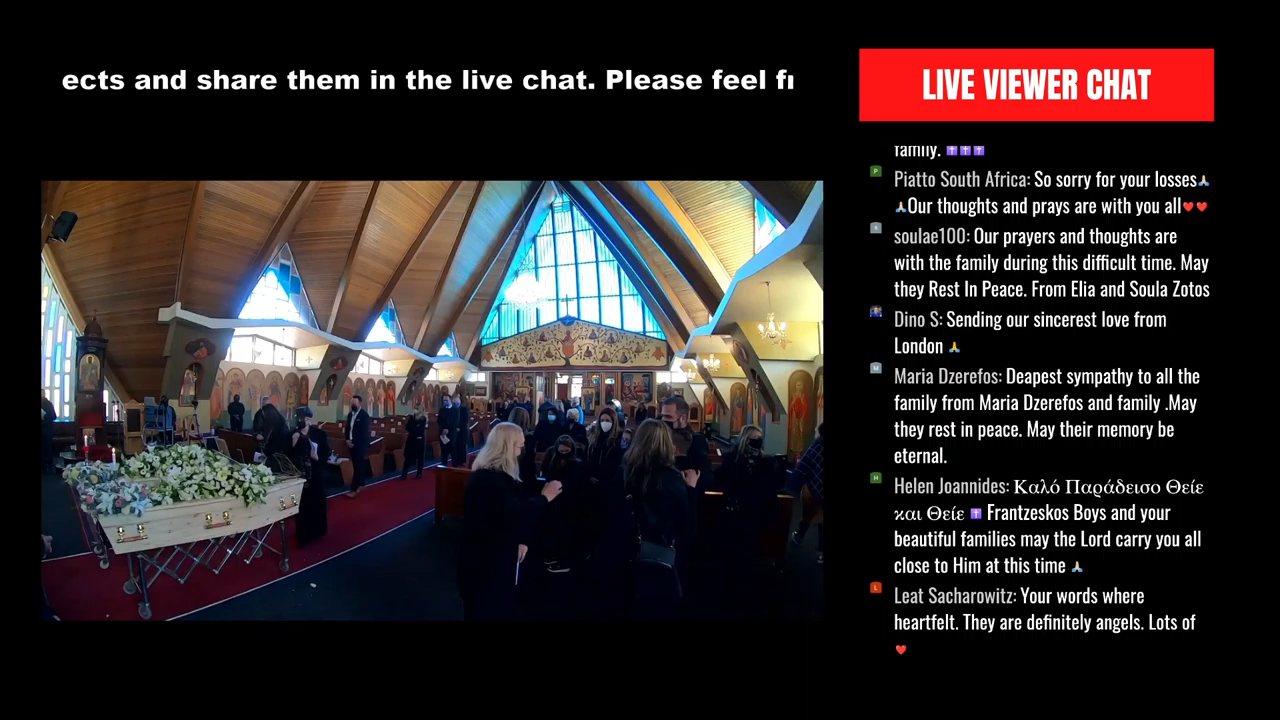 ects and share them in the live chat. Please feel
LIVE VIEWER CHAT
family. ✝️✝️✝️
Piatto South Africa: So sorry for your losses🙏
🙏Our thoughts and prays are with you all❤️❤️
soulae100: Our prayers and thoughts are
with the family during this difficult time. May
they Rest In Peace. From Elia and Soula Zotos
Dino S: Sending our sincerest love from
London 🙏
Maria Dzerefos: Deapest sympathy to all the
family from Maria Dzerefos and family .May
they rest in peace. May their memory be
eternal.
Helen Joannides: Καλό Παράδεισο Θείε
και Θείε ✝️ Frantzeskos Boys and your
beautiful families may the Lord carry you all
close to Him at this time 🙏
Leat Sacharowitz: Your words where
heartfelt. They are definitely angels. Lots of
❤️